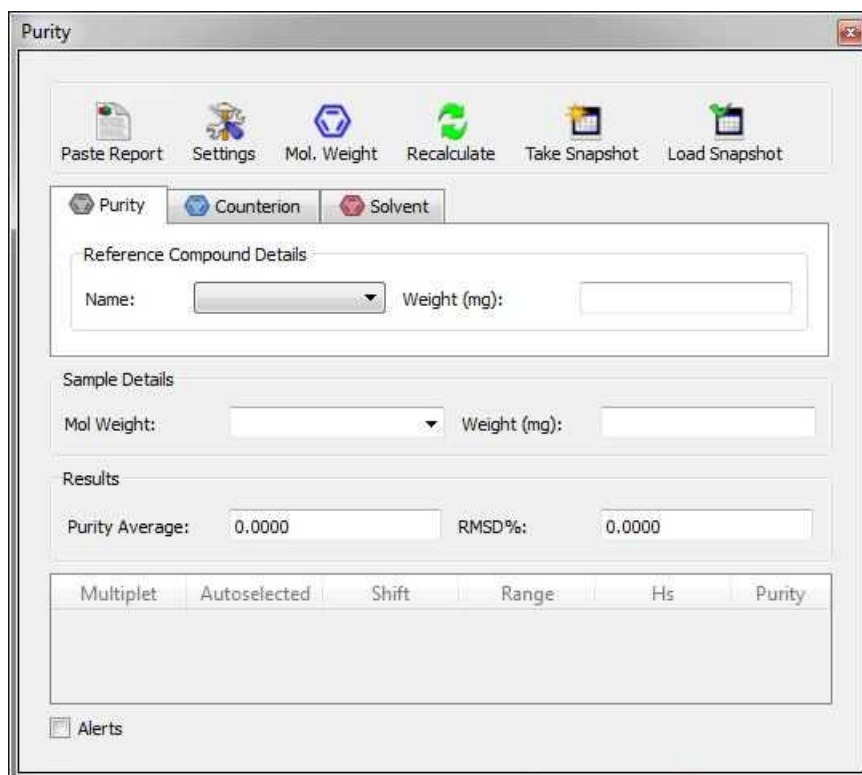 Purity
Paste Report Settings Mol. Weight Recalculate Take Snapshot Load Snapshot
Purity Counterion Solvent
Reference Compound Details
Name: Weight (mg):
Sample Details
Mol Weight: Weight (mg):
Results
Purity Average: 0.0000 RMSD%: 0.0000
Multiplet Autoselected Shift Range Hs Purity
Alerts